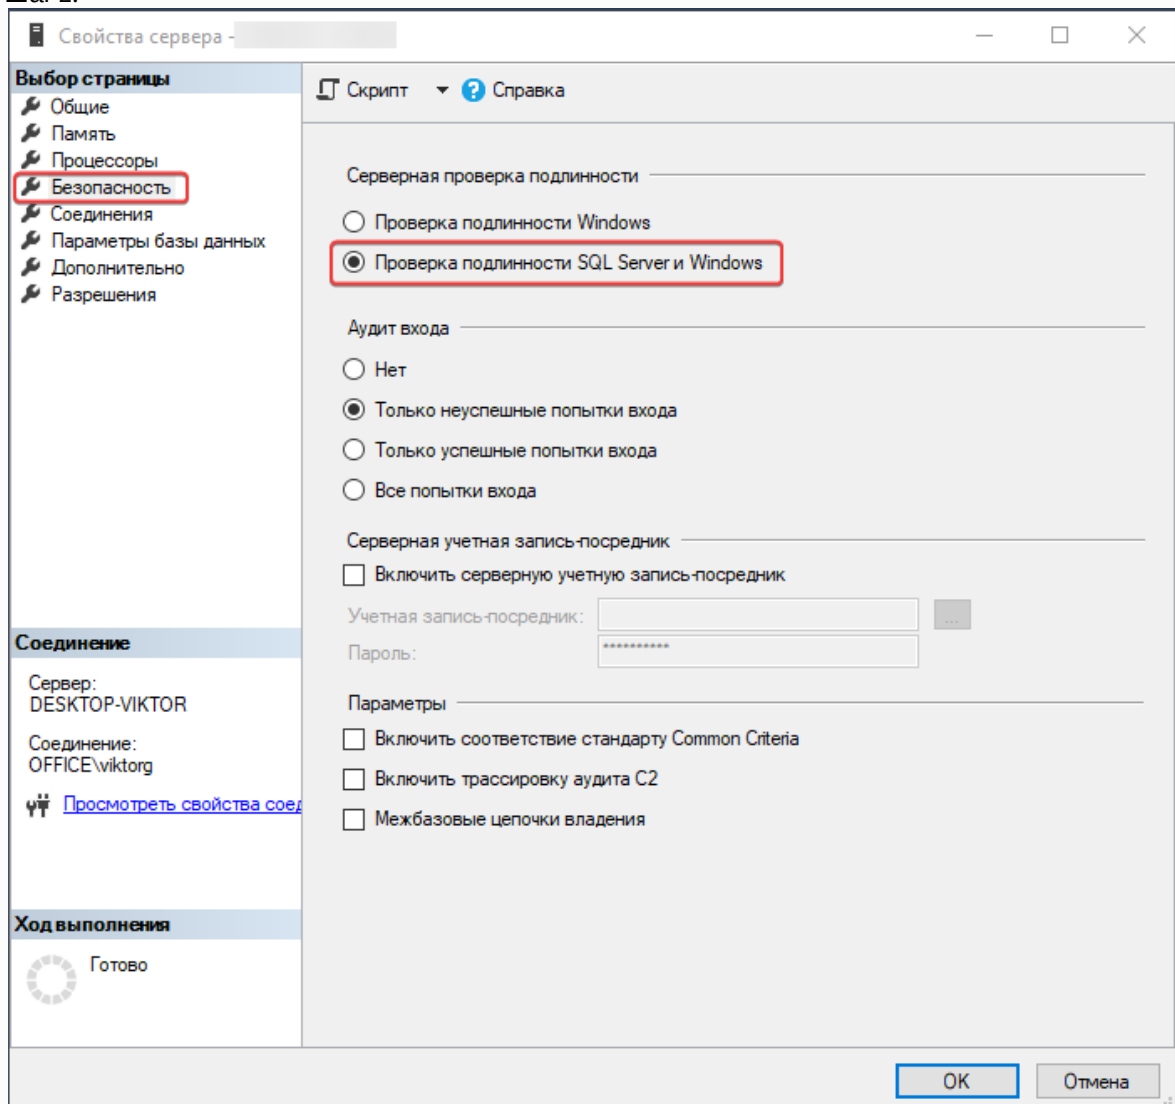 Свойства сервера -
Выбор страницы
Общие
Память
Процессоры
Безопасность
Соединения
Параметры базы данных
Дополнительно
Разрешения
Скрипт
Справка
Серверная проверка подлинности
Проверка подлинности Windows
Проверка подлинности SQL Server и Windows
Аудит входа
Нет
Только неуспешные попытки входа
Только успешные попытки входа
Все попытки входа
Серверная учетная запись-посредник
Включить серверную учетную запись-посредник
Учетная запись-посредник:
...
Пароль:
**********
Параметры
Включить соответствие стандарту Common Criteria
Включить трассировку аудита C2
Межбазовые цепочки владения
Соединение
Сервер:
DESKTOP-VIKTOR
Соединение:
OFFICE\viktorg
Просмотреть свойства соед
Ход выполнения
Готово
OK
Отмена